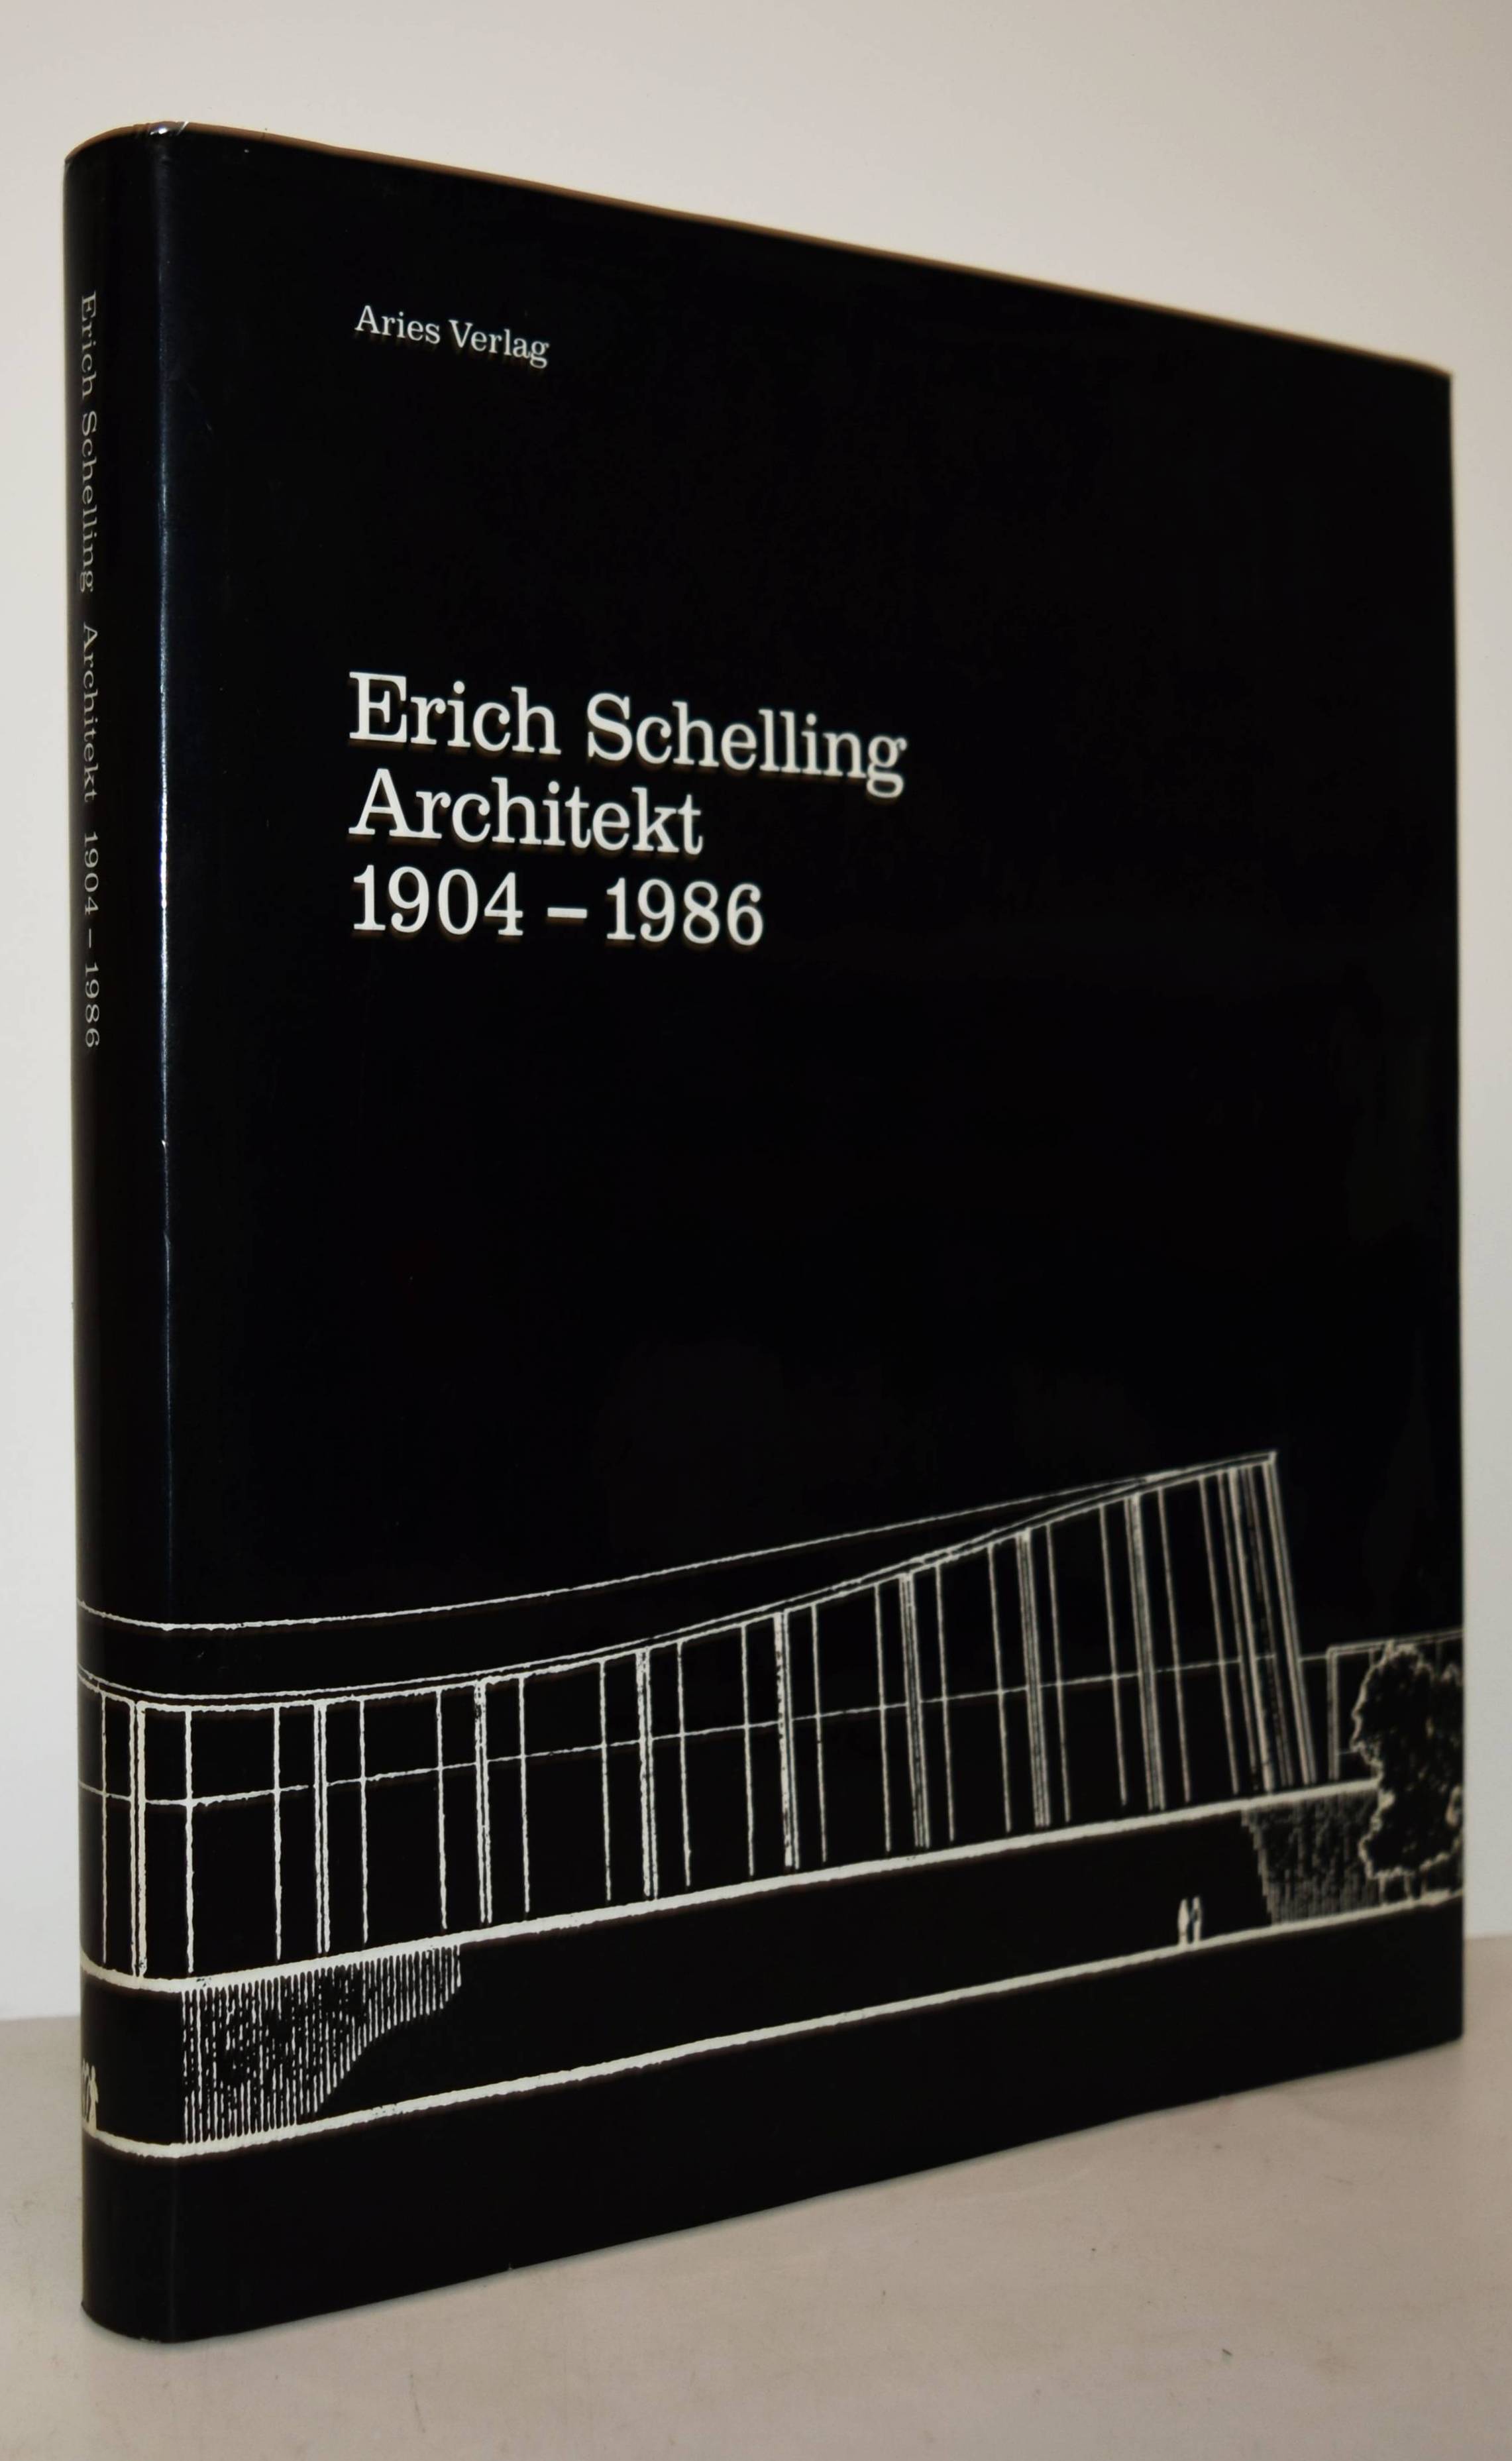 Aries Verlag
Erich Schelling
Architekt
1904 – 1986
Erich Schelling Architekt 1904 – 1986